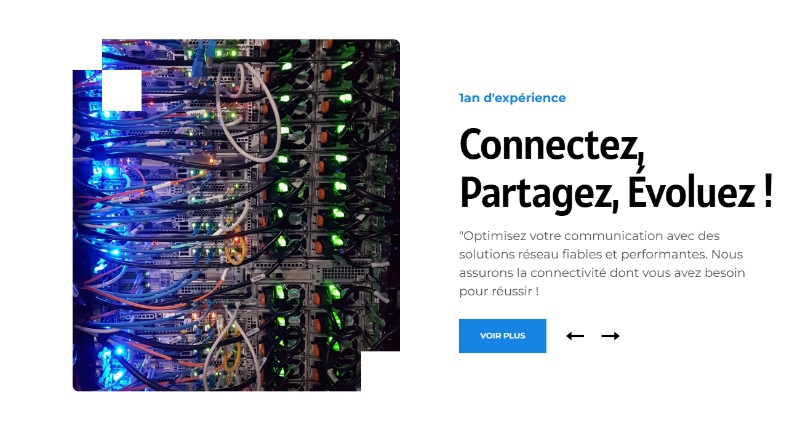 1an d'expérience
Connectez,
Partagez, Évoluez !
"Optimisez votre communication avec des
solutions réseau fiables et performantes. Nous
assurons la connectivité dont vous avez besoin
pour réussir !
VOIR PLUS